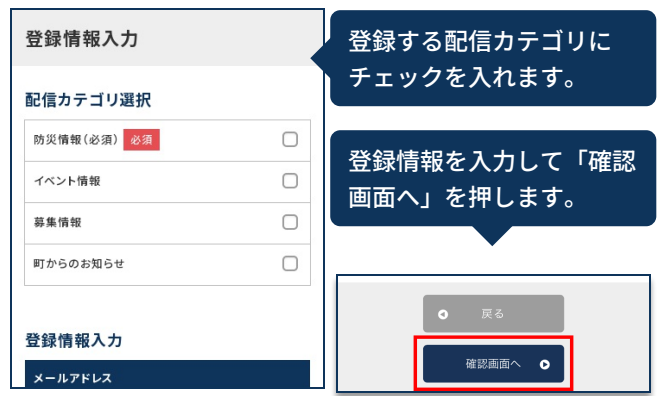 登録情報入力
配信カテゴリ選択
防災情報(必須) 必須
イベント情報
募集情報
町からのお知らせ
登録情報入力
メールアドレス
登録する配信カテゴリに
チェックを入れます。
登録情報を入力して「確認
画面へ」を押します。
戻る
確認画面へ